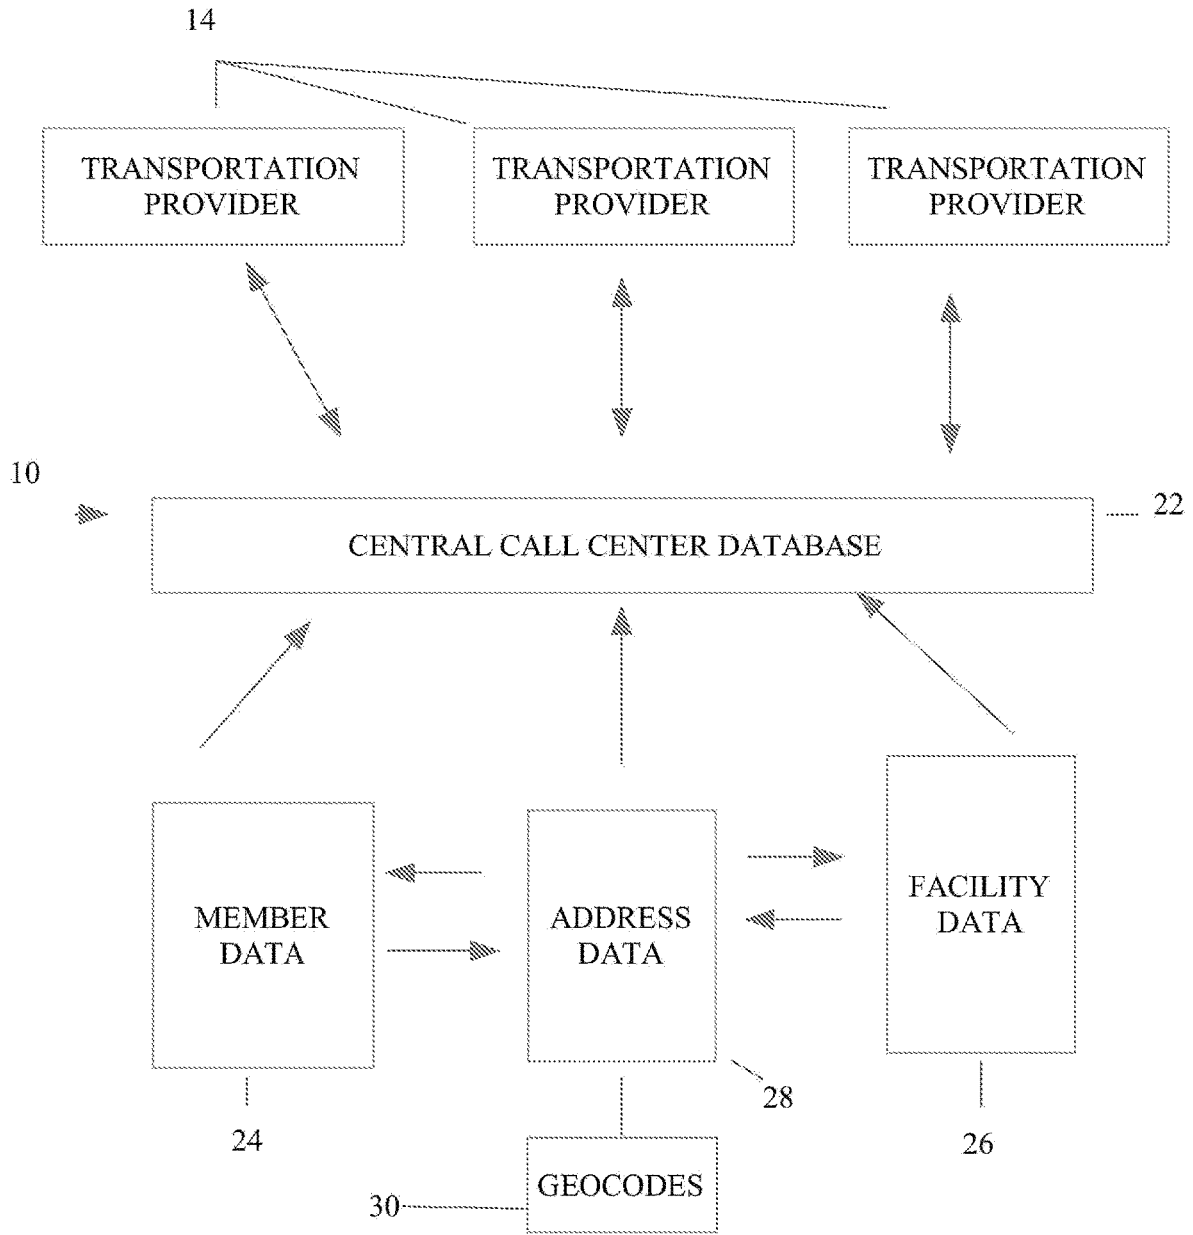 14
TRANSPORTATION
PROVIDER
TRANSPORTATION
PROVIDER
TRANSPORTATION
PROVIDER
10
22
CENTRAL CALL CENTER DATABASE
MEMBER
DATA
ADDRESS
DATA
FACILITY
DATA
24
28
26
30
GEOCODES